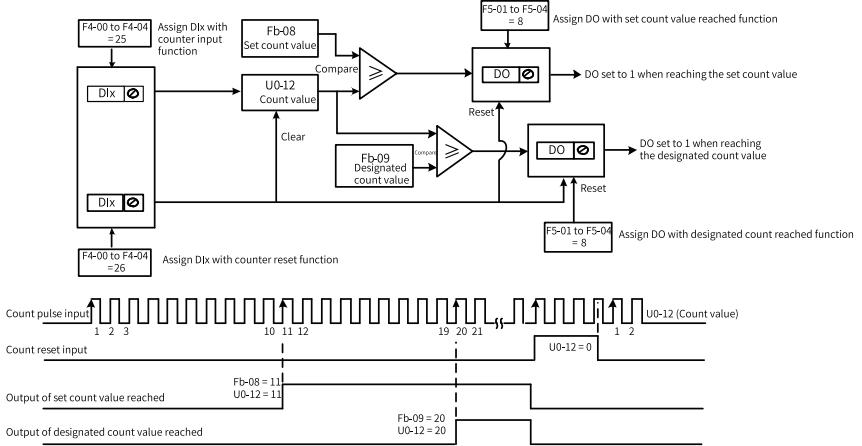 F4-00 to F4-04
= 25
Assign DIx with
counter input
function
Fb-08
Set count value
F5-01 to F5-04
= 8
Assign DO with set count value reached function
Compare
≥
DIx
U0-12
Count value
DO
DO set to 1 when reaching the set count value
Reset
Clear
Fb-09
Designated
count value
Compare
≥
DO
DO set to 1 when reaching
the designated count value
DIx
Reset
F4-00 to F4-04
=26
Assign DIx with counter reset function
F5-01 to F5-04
= 8
Assign DO with designated count reached function
Count pulse input
1 2 3 10 11 12 19 20 21 1 2
U0-12 (Count value)
Count reset input
U0-12 = 0
Fb-08 = 11
U0-12 = 11
Output of set count value reached
Fb-09 = 20
U0-12 = 20
Output of designated count value reached